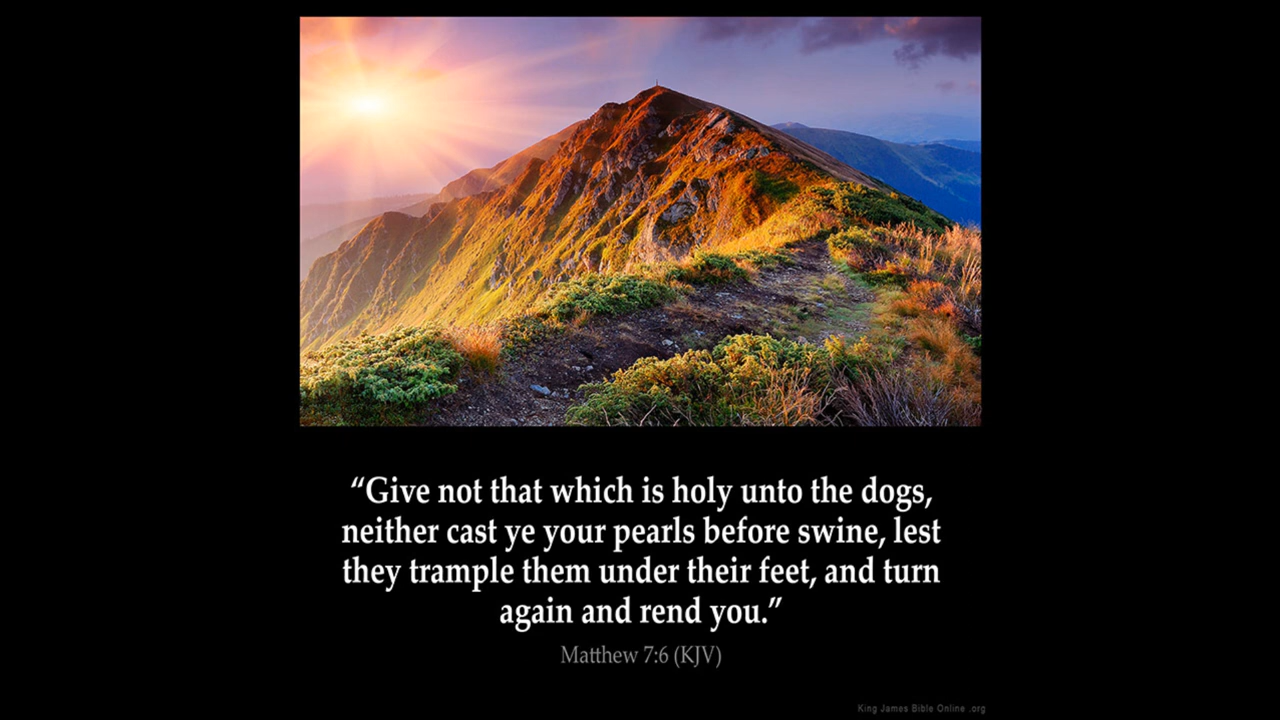 “Give not that which is holy unto the dogs,
neither cast ye your pearls before swine, lest
they trample them under their feet, and turn
again and rend you.”
Matthew 7:6 (KJV)
King James Bible Online .org